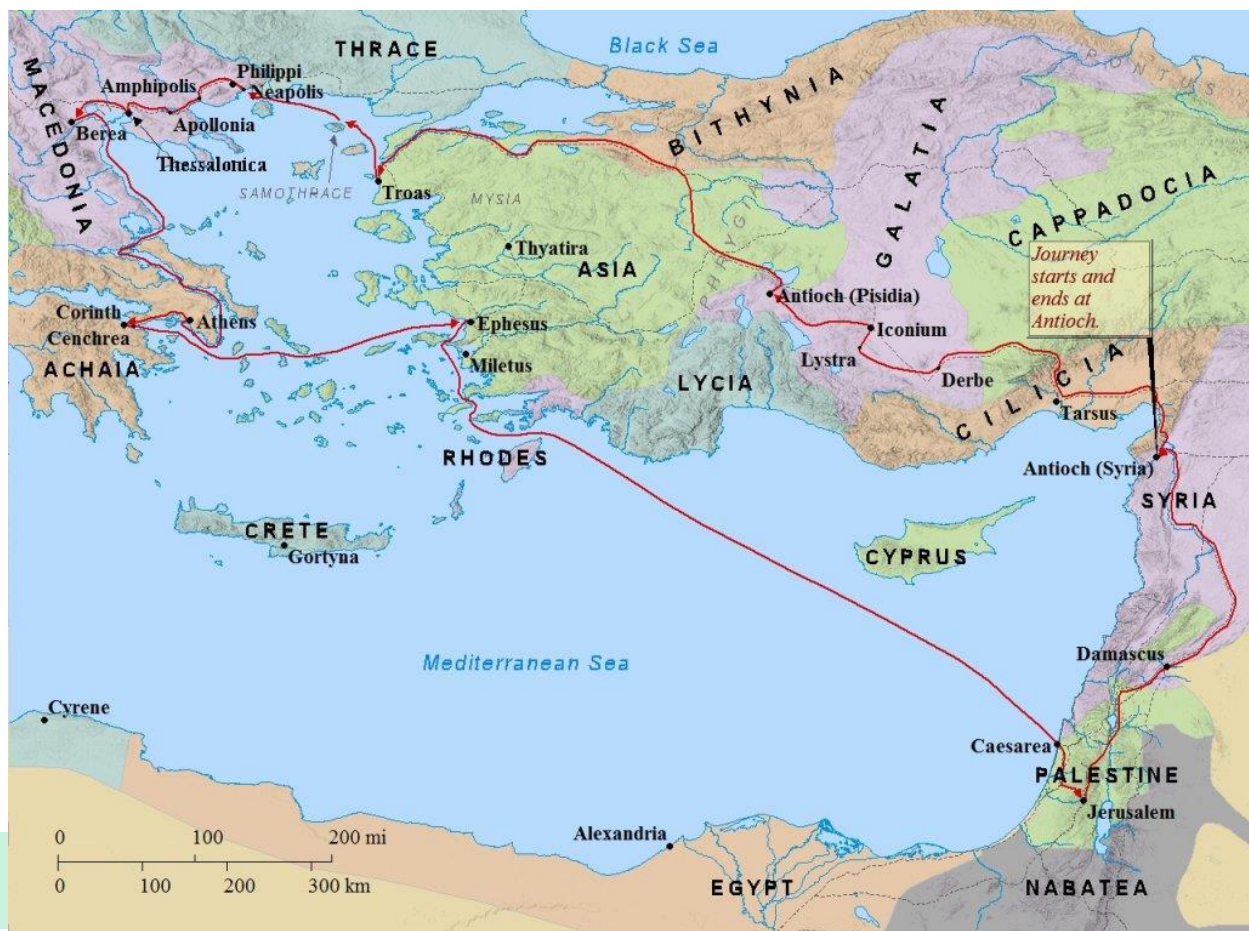 Black Sea
THRACE
MACEDONIA
Philippi
Amphipolis
Neapolis
BITHYNIA
PONTUS
Apollonia
Berea
Thessalonica
GALATIA
SAMOTHRACE
Troas
MYSIA
CAPPADOCIA
Thyatira
ASIA
PHRYGIA
Journey
starts and
ends at
Antioch.
Antioch (Pisidia)
Corinth
Athens
Ephesus
Iconium
Cenchrea
Miletus
Lystra
ACHAIA
LYCIA
Derbe
CILICIA
Tarsus
RHODES
Antioch (Syria)
SYRIA
CRETE
Gortyna
CYPRUS
Mediterranean Sea
Damascus
Cyrene
Caesarea
PALESTINE
Jerusalem
0 100 200 mi
0 100 200 300 km
Alexandria
EGYPT
NABATEA